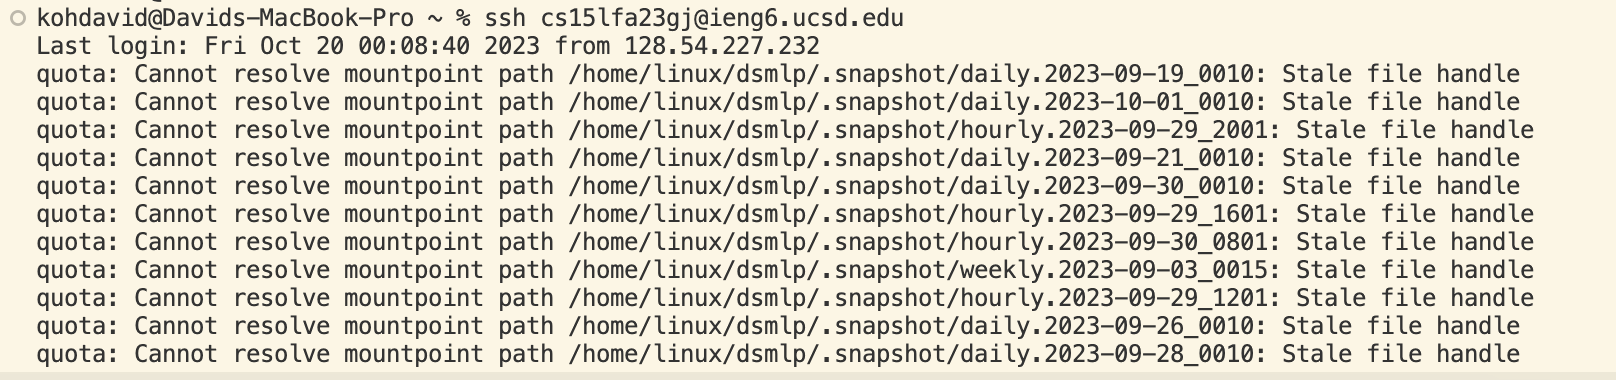 kohdavid@Davids-MacBook-Pro ~ % ssh cs15lfa23gj@ieng6.ucsd.edu
Last login: Fri Oct 20 00:08:40 2023 from 128.54.227.232
quota: Cannot resolve mountpoint path /home/linux/dsmlp/.snapshot/daily.2023-09-19_0010: Stale file handle
quota: Cannot resolve mountpoint path /home/linux/dsmlp/.snapshot/daily.2023-10-01_0010: Stale file handle
quota: Cannot resolve mountpoint path /home/linux/dsmlp/.snapshot/hourly.2023-09-29_2001: Stale file handle
quota: Cannot resolve mountpoint path /home/linux/dsmlp/.snapshot/daily.2023-09-21_0010: Stale file handle
quota: Cannot resolve mountpoint path /home/linux/dsmlp/.snapshot/daily.2023-09-30_0010: Stale file handle
quota: Cannot resolve mountpoint path /home/linux/dsmlp/.snapshot/hourly.2023-09-29_1601: Stale file handle
quota: Cannot resolve mountpoint path /home/linux/dsmlp/.snapshot/hourly.2023-09-30_0801: Stale file handle
quota: Cannot resolve mountpoint path /home/linux/dsmlp/.snapshot/weekly.2023-09-03_0015: Stale file handle
quota: Cannot resolve mountpoint path /home/linux/dsmlp/.snapshot/hourly.2023-09-29_1201: Stale file handle
quota: Cannot resolve mountpoint path /home/linux/dsmlp/.snapshot/daily.2023-09-26_0010: Stale file handle
quota: Cannot resolve mountpoint path /home/linux/dsmlp/.snapshot/daily.2023-09-28_0010: Stale file handle